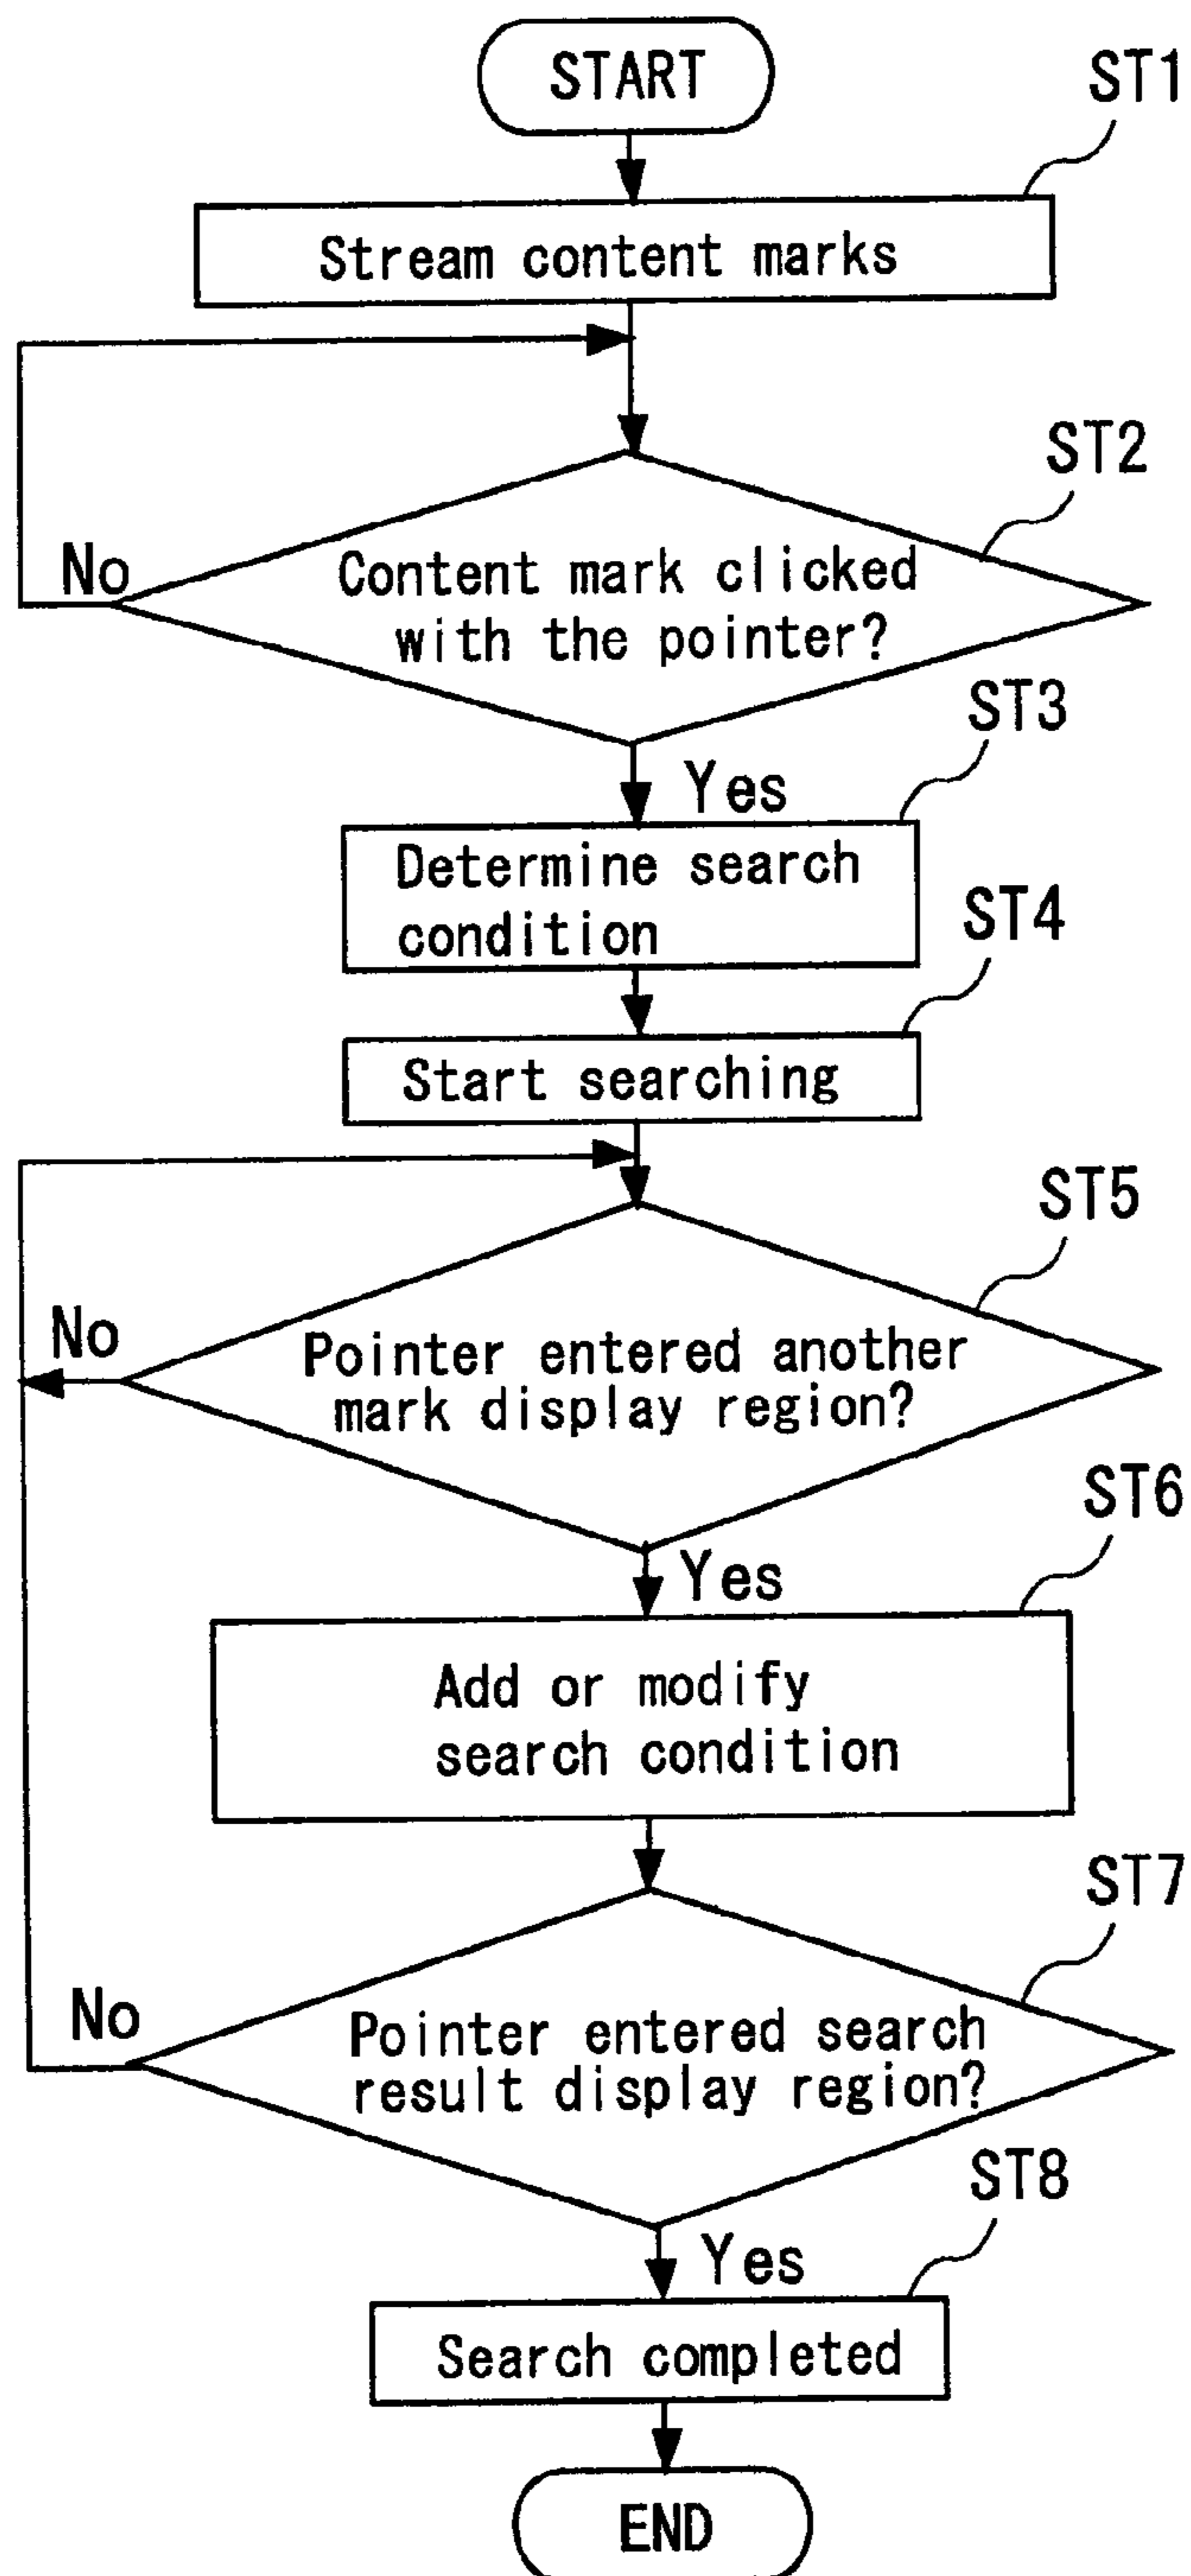 START
ST1
Stream content marks
ST2
No
Content mark clicked
with the pointer?
ST3
Yes
Determine search
condition
ST4
Start searching
ST5
No
Pointer entered another
mark display region?
ST6
Yes
Add or modify
search condition
ST7
No
Pointer entered search
result display region?
ST8
Yes
Search completed
END